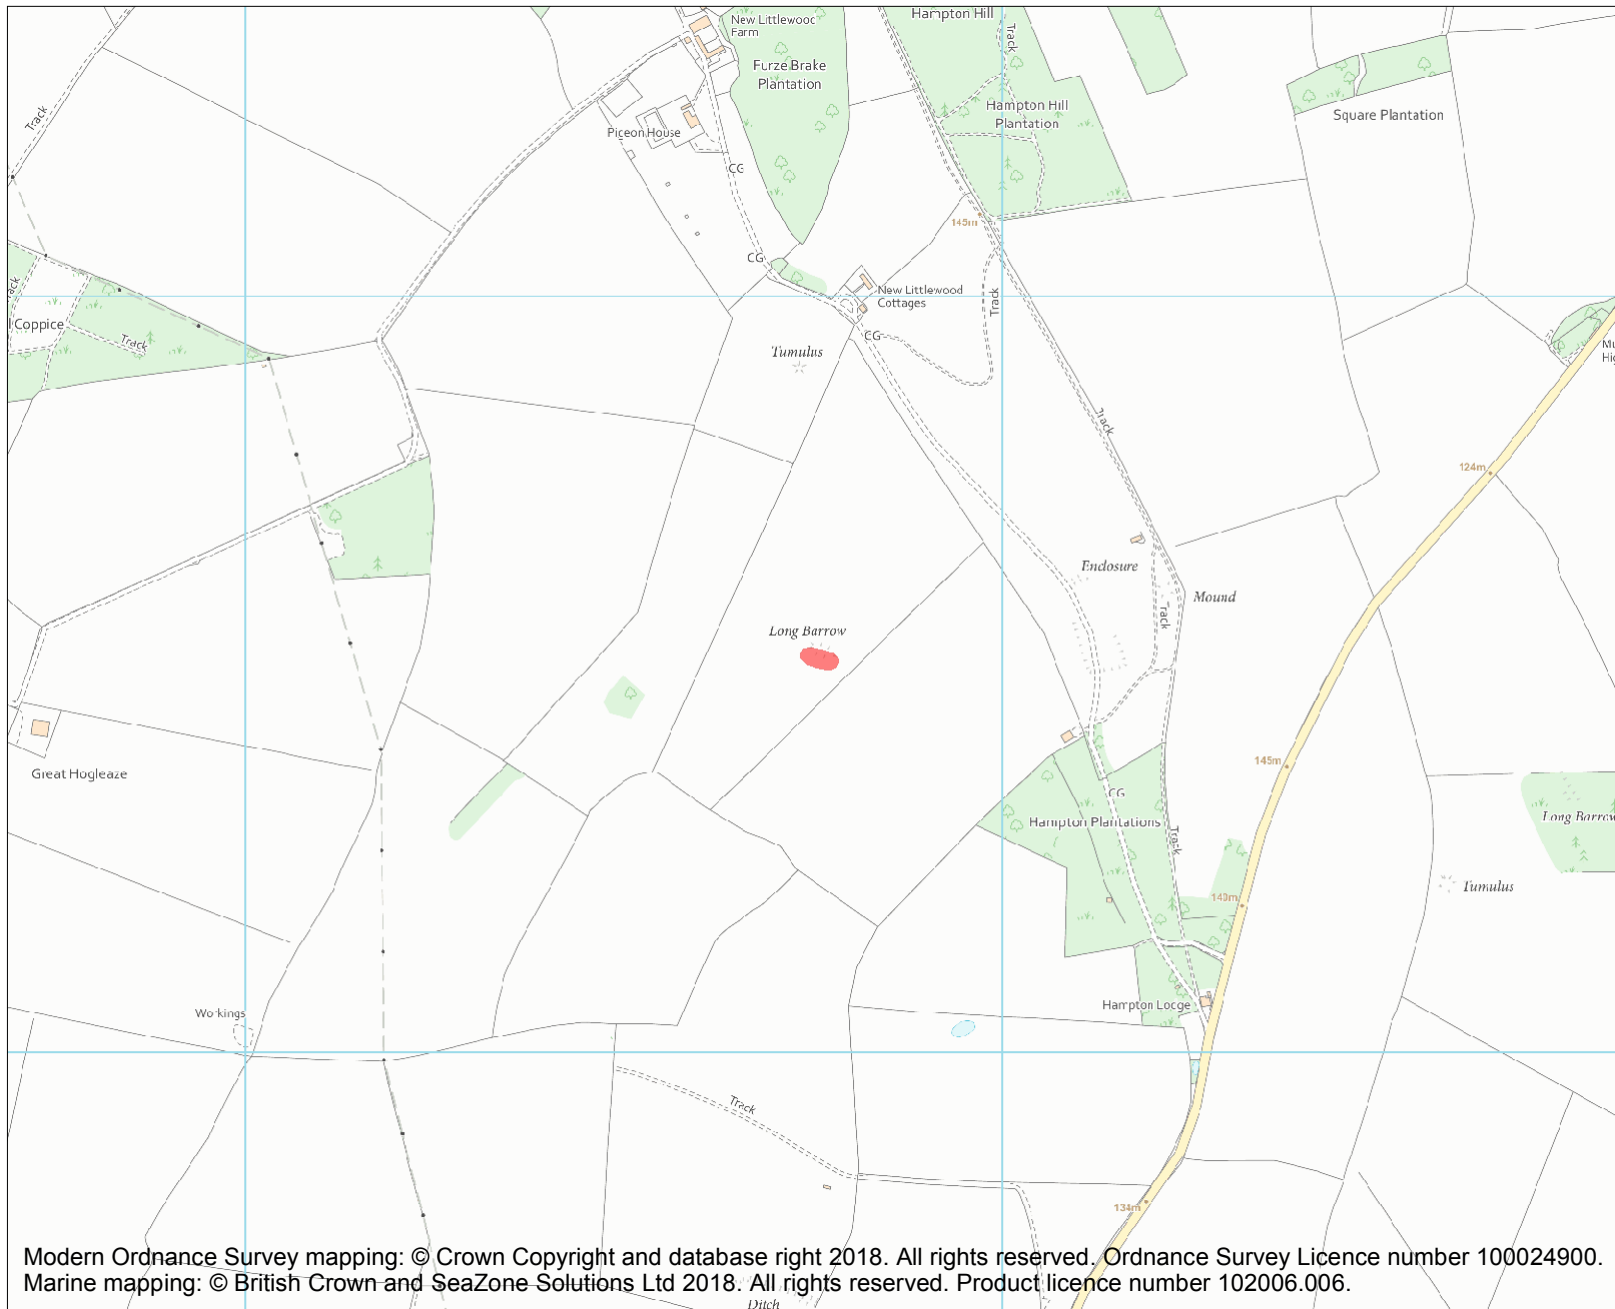 Hampton Hill
New Littlewood
Farm
Track
Furze Brake
Plantation
Track
Hampton Hill
Plantation
Square Plantation
Pigeon House
CG
145m
CG
New Littlewood
Cottages
Track
l Coppice
Track
CG
Tumulus
Mu
Hig
Track
124m
Enclosure
Mound
Track
Long Barrow
Great Hogleaze
145m
CG
Hampton Plantations
Track
Long Barrow
Tumulus
143m
Hampton Lodge
Workings
Track
134m
Modern Ordnance Survey mapping: © Crown Copyright and database right 2018. All rights reserved. Ordnance Survey Licence number 100024900.
Marine mapping: © British Crown and SeaZone Solutions Ltd 2018. All rights reserved. Product licence number 102006.006.
Ditch